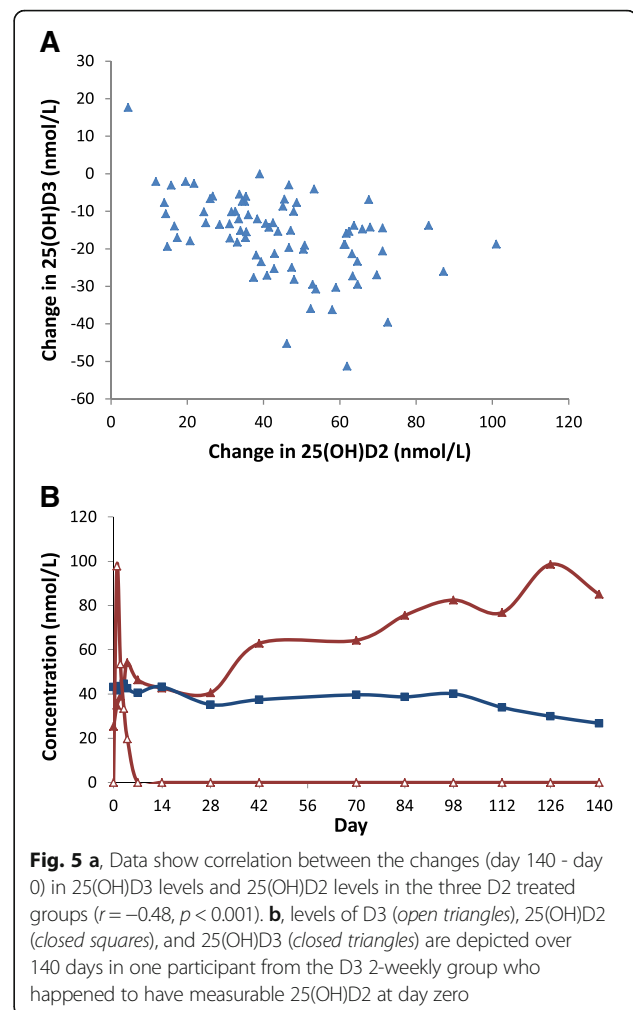 A
30
20
10
0
-10
-20
-30
-40
-50
-60
Change in 25(OH)D3 (nmol/L)
0 20 40 60 80 100 120
Change in 25(OH)D2 (nmol/L)
B
120
100
80
60
40
20
0
Concentration (nmol/L)
0 14 28 42 56 70 84 98 112 126 140
Day
Fig. 5 a, Data show correlation between the changes (day 140 - day
0) in 25(OH)D3 levels and 25(OH)D2 levels in the three D2 treated
groups (r = −0.48, p < 0.001). b, levels of D3 (open triangles), 25(OH)D2
(closed squares), and 25(OH)D3 (closed triangles) are depicted over
140 days in one participant from the D3 2-weekly group who
happened to have measurable 25(OH)D2 at day zero